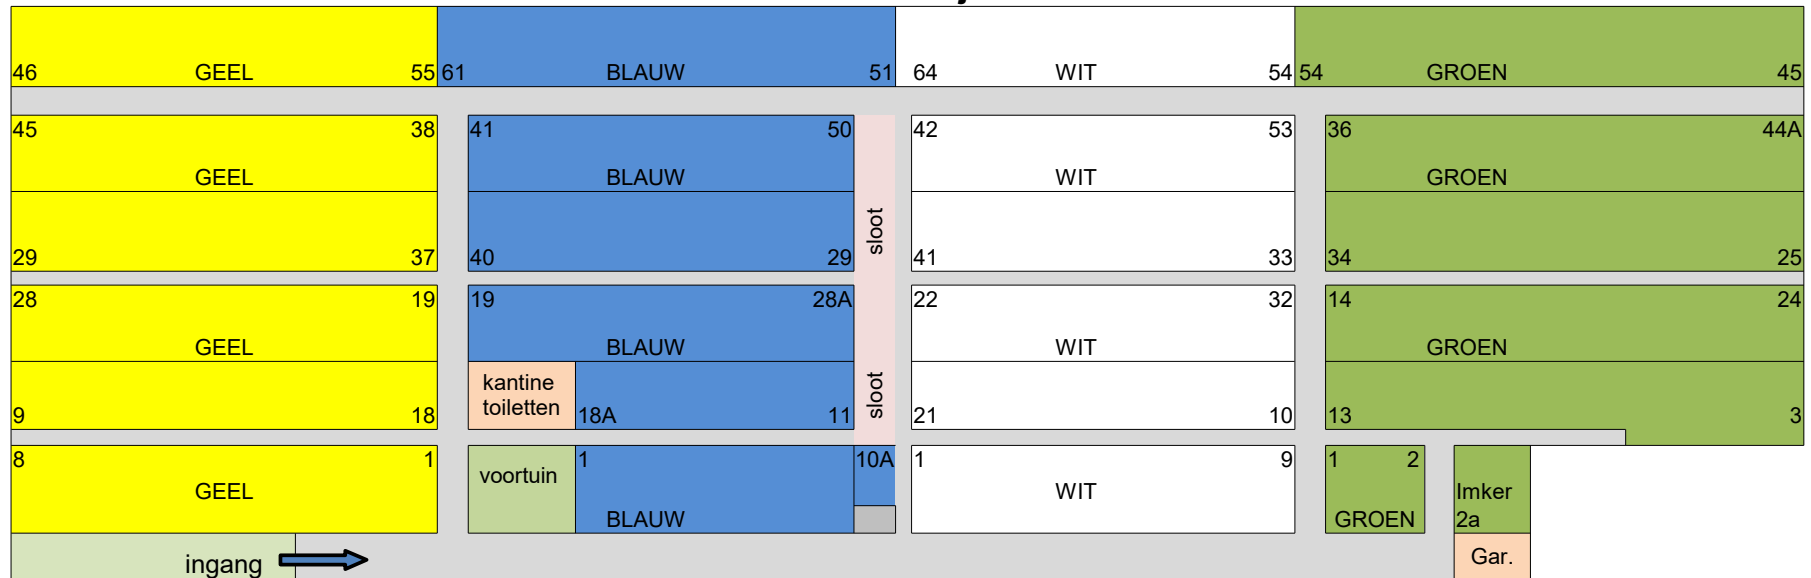 46 GEEL 55 61 BLAUW 51 64 WIT 54 54 GROEN 45
45 38 41 50 42 53 36 44A
GEEL BLAUW WIT GROEN
sloot
29 37 40 29 41 33 34 25
28 19 19 28A 22 32 14 24
GEEL BLAUW WIT GROEN
kantine
toiletten
sloot
9 18 18A 11 21 10 13 3
8 1 voortuin 1 10A 1 9 1 2
GEEL WIT Imker
BLAUW GROEN 2a
ingang Gar.